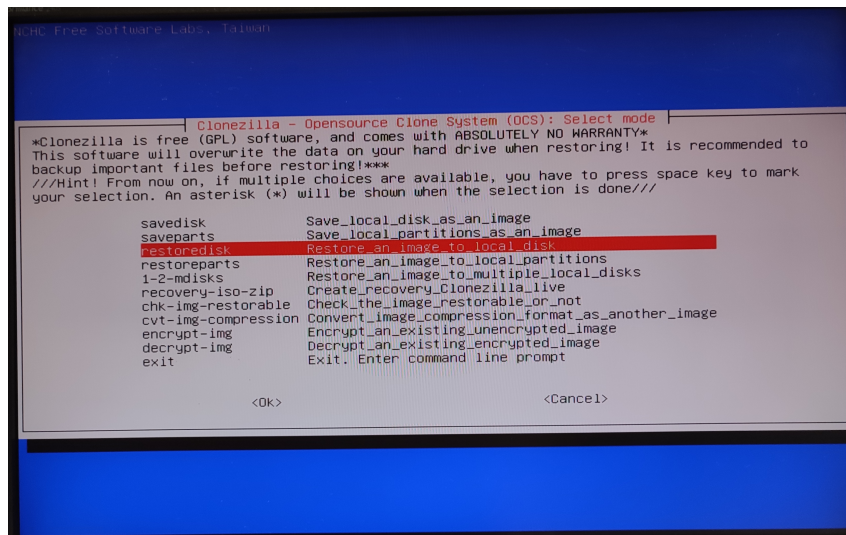 NCHC Free Software Labs, Taiwan
Clonezilla - Opensource Clone System (OCS): Select mode
*Clonezilla is free (GPL) software, and comes with ABSOLUTELY NO WARRANTY*
This software will overwrite the data on your hard drive when restoring! It is recommended to
backup important files before restoring!***
///Hint! From now on, if multiple choices are available, you have to press space key to mark
your selection. An asterisk (*) will be shown when the selection is done///
savedisk Save_local_disk_as_an_image
saveparts Save_local_partitions_as_an_image
restoredisk Restore_an_image_to_local_disk
restoreparts Restore_an_image_to_local_partitions
1-2-mdisks Restore_an_image_to_multiple_local_disks
recovery-iso-zip Create_recovery_Clonezilla_live
chk-img-restorable Check_the_image_restorable_or_not
cvt-img-compression Convert_image_compression_format_as_another_image
encrypt-img Encrypt_an_existing_unencrypted_image
decrypt-img Decrypt_an_existing_encrypted_image
exit Exit. Enter command line prompt
<Ok> <Cancel>